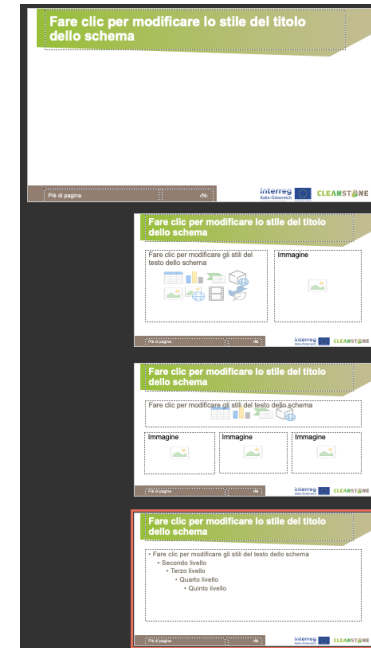 Fare clic per modificare lo stile del titolo
dello schema
Piè di pagina
‹N›
Interreg
Italia-Österreich
CLEANSTONE
Fare clic per modificare lo stile del titolo
dello schema
Fare clic per modificare gli stili del
testo dello schema
Immagine
Piè di pagina
‹N›
Interreg
CLEANSTONE
Fare clic per modificare lo stile del titolo
dello schema
Fare clic per modificare gli stili del testo dello schema
Immagine
Immagine
Immagine
Piè di pagina
‹N›
Interreg
CLEANSTONE
Fare clic per modificare lo stile del titolo
dello schema
• Fare clic per modificare gli stili del testo dello schema
• Secondo livello
• Terzo livello
• Quarto livello
• Quinto livello
Piè di pagina
‹N›
Interreg
CLEANSTONE